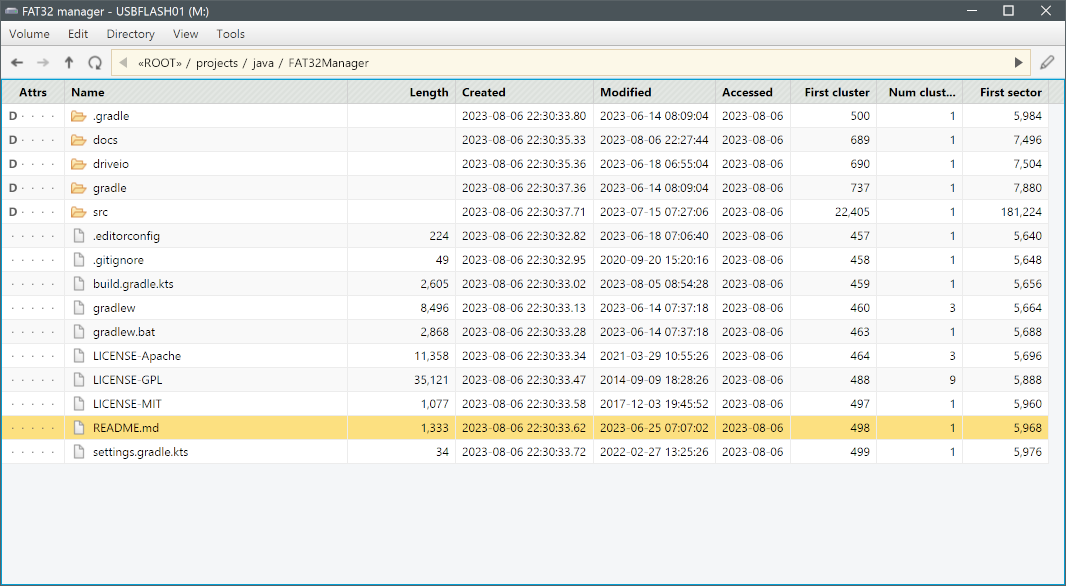 FAT32 manager - USBFLASH01 (M:)
Volume Edit Directory View Tools
«ROOT» / projects / java / FAT32Manager
Attrs Name Length Created Modified Accessed First cluster Num clust... First sector
D · · · · .gradle 2023-08-06 22:30:33.80 2023-06-14 08:09:04 2023-08-06 500 1 5,984
D · · · · docs 2023-08-06 22:30:35.33 2023-08-06 22:27:44 2023-08-06 689 1 7,496
D · · · · driveio 2023-08-06 22:30:35.36 2023-06-18 06:55:04 2023-08-06 690 1 7,504
D · · · · gradle 2023-08-06 22:30:37.36 2023-06-14 08:09:04 2023-08-06 737 1 7,880
D · · · · src 2023-08-06 22:30:37.71 2023-07-15 07:27:06 2023-08-06 22,405 1 181,224
· · · · · .editorconfig 224 2023-08-06 22:30:32.82 2023-06-18 07:06:40 2023-08-06 457 1 5,640
· · · · · .gitignore 49 2023-08-06 22:30:32.95 2020-09-20 15:20:16 2023-08-06 458 1 5,648
· · · · · build.gradle.kts 2,605 2023-08-06 22:30:33.02 2023-08-05 08:54:28 2023-08-06 459 1 5,656
· · · · · gradlew 8,496 2023-08-06 22:30:33.13 2023-06-14 07:37:18 2023-08-06 460 3 5,664
· · · · · gradlew.bat 2,868 2023-08-06 22:30:33.28 2023-06-14 07:37:18 2023-08-06 463 1 5,688
· · · · · LICENSE-Apache 11,358 2023-08-06 22:30:33.34 2021-03-29 10:55:26 2023-08-06 464 3 5,696
· · · · · LICENSE-GPL 35,121 2023-08-06 22:30:33.47 2014-09-09 18:28:26 2023-08-06 488 9 5,888
· · · · · LICENSE-MIT 1,077 2023-08-06 22:30:33.58 2017-12-03 19:45:52 2023-08-06 497 1 5,960
· · · · · README.md 1,333 2023-08-06 22:30:33.62 2023-06-25 07:07:02 2023-08-06 498 1 5,968
· · · · · settings.gradle.kts 34 2023-08-06 22:30:33.72 2022-02-27 13:25:26 2023-08-06 499 1 5,976